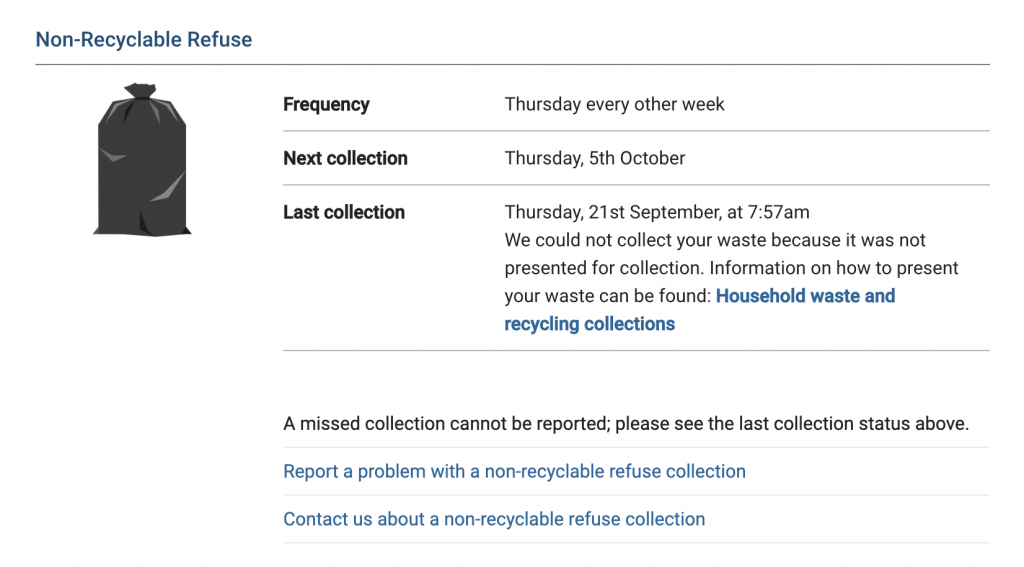 Non-Recyclable Refuse
Frequency
Thursday every other week
Next collection
Thursday, 5th October
Last collection
Thursday, 21st September, at 7:57am
We could not collect your waste because it was not
presented for collection. Information on how to present
your waste can be found: Household waste and
recycling collections
A missed collection cannot be reported; please see the last collection status above.
Report a problem with a non-recyclable refuse collection
Contact us about a non-recyclable refuse collection